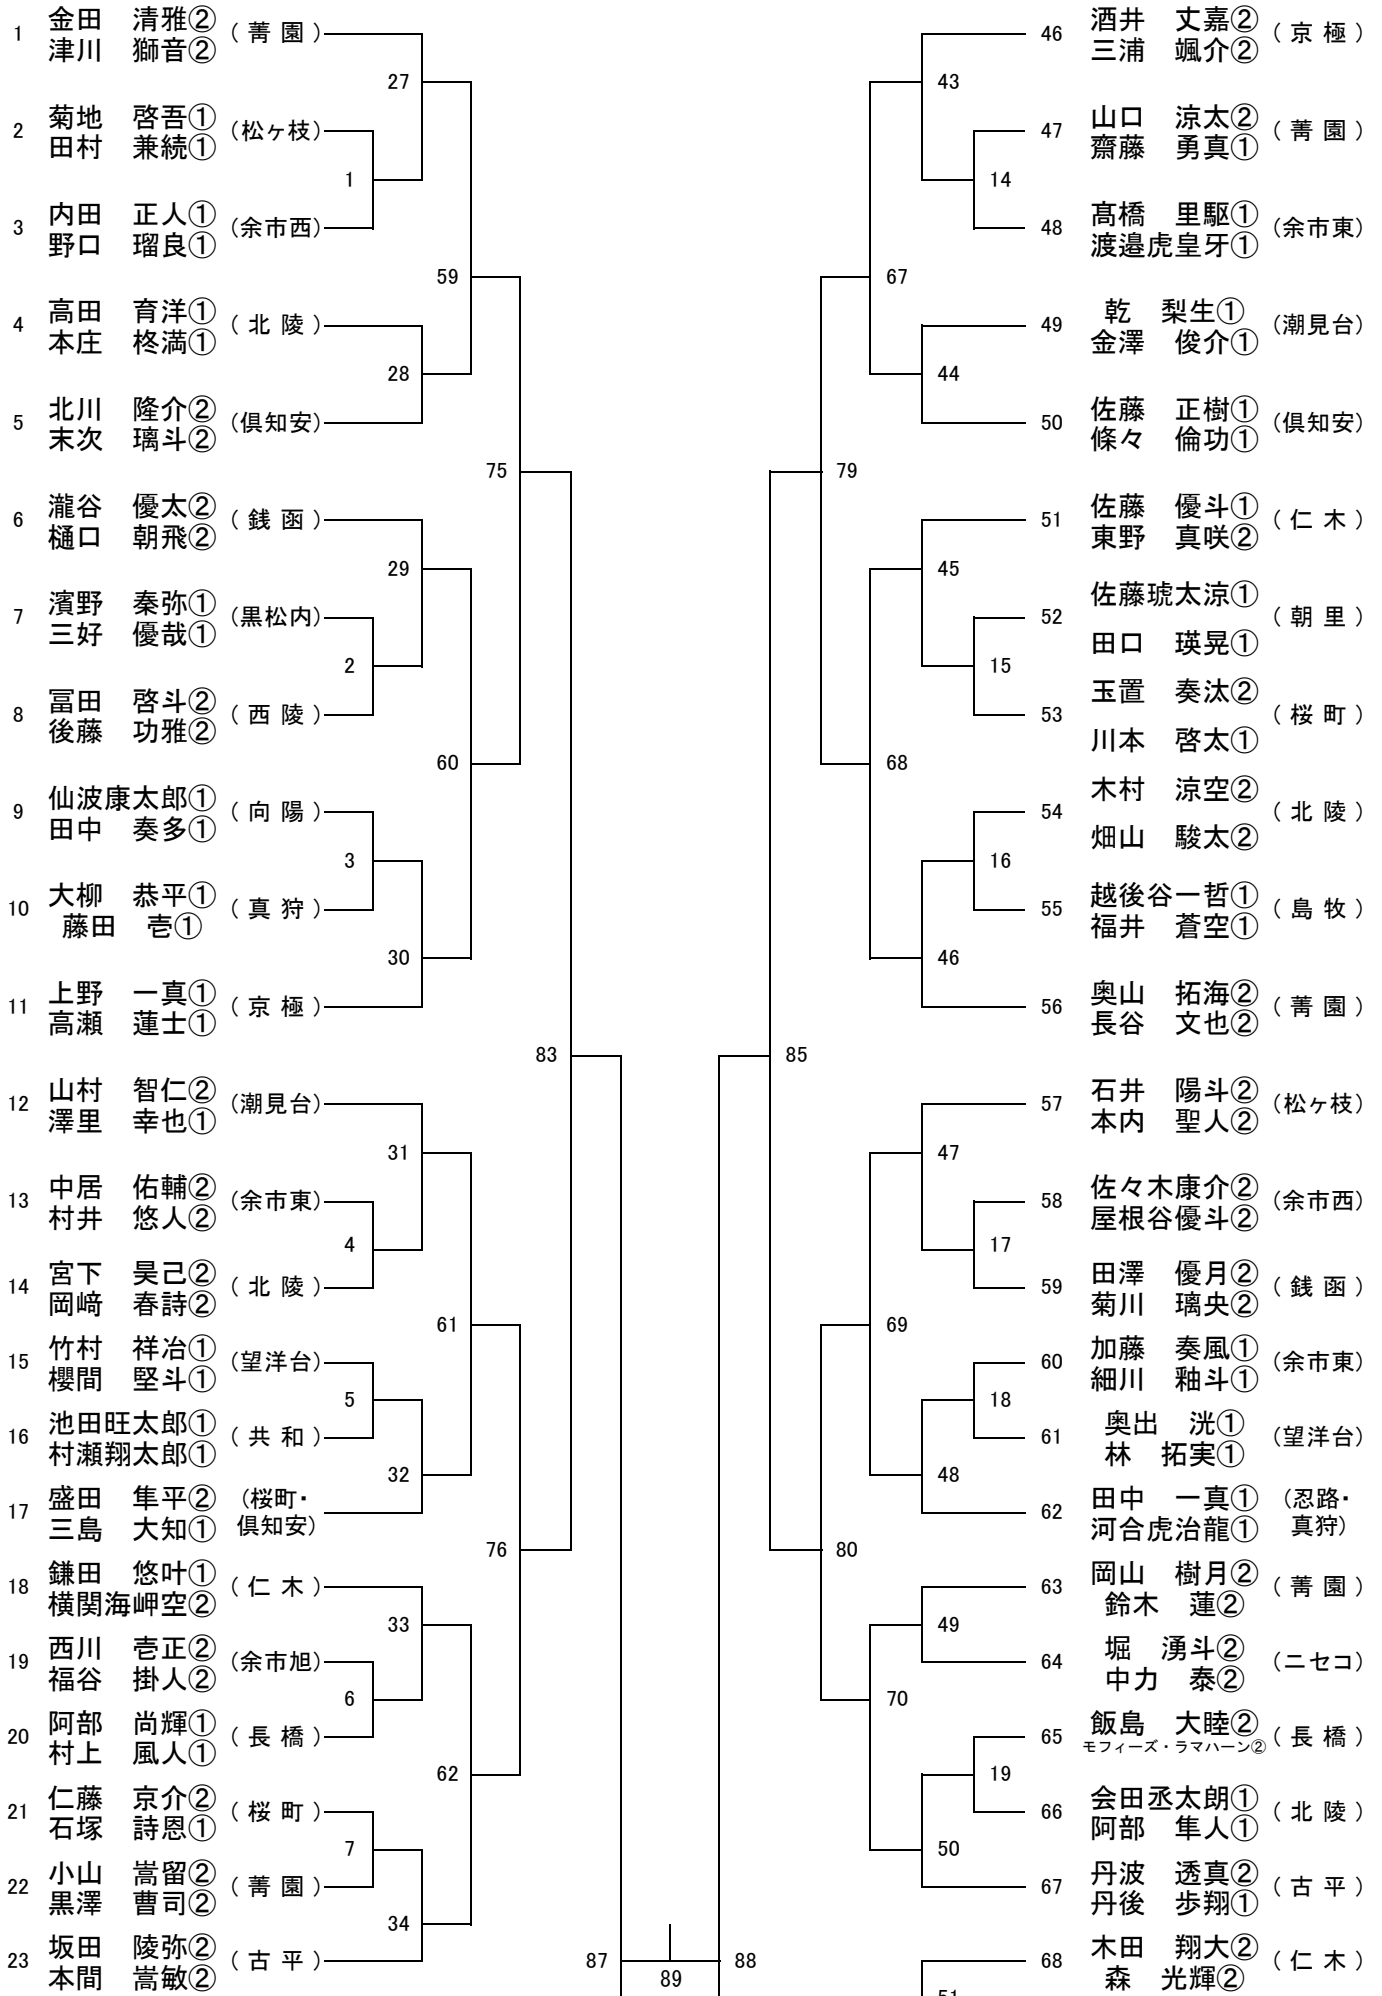 1 金田 清雅② (菁園)
津川 獅音②
27
2 菊地 啓吾① (松ヶ枝)
田村 兼続①
1
3 内田 正人① (余市西)
野口 瑠良①
59
4 高田 育洋① (北陵)
本庄 柊満①
28
5 北川 隆介② (倶知安)
末次 璃斗②
75
6 瀧谷 優太② (銭函)
樋口 朝飛②
29
7 濱野 秦弥① (黒松内)
三好 優哉①
2
8 冨田 啓斗② (西陵)
後藤 功雅②
60
9 仙波康太郎① (向陽)
田中 奏多①
3
10 大柳 恭平① (真狩)
藤田 壱①
30
11 上野 一真① (京極)
高瀬 蓮士①
83
12 山村 智仁② (潮見台)
澤里 幸也①
31
13 中居 佑輔② (余市東)
村井 悠人②
4
14 宮下 昊己② (北陵)
岡﨑 春詩②
61
15 竹村 祥冶① (望洋台)
櫻間 堅斗①
5
16 池田旺太郎① (共和)
村瀬翔太郎①
32
17 盛田 隼平② (桜町・
三島 大知① 倶知安)
76
18 鎌田 悠叶① (仁木)
横関海岬空②
33
19 西川 壱正② (余市旭)
福谷 掛人②
6
20 阿部 尚輝① (長橋)
村上 風人①
62
21 仁藤 京介② (桜町)
石塚 詩恩①
7
22 小山 嵩留② (菁園)
黒澤 曹司②
34
23 坂田 陵弥② (古平)
本間 嵩敏②
87
89
88
46 酒井 丈嘉② (京極)
三浦 颯介②
43
47 山口 涼太② (菁園)
齋藤 勇真①
14
48 髙橋 里駆① (余市東)
渡邉虎皇牙①
67
49 乾 梨生① (潮見台)
金澤 俊介①
44
50 佐藤 正樹① (倶知安)
條々 倫功①
79
51 佐藤 優斗① (仁木)
東野 真咲②
45
52 佐藤琥太涼① (朝里)
田口 瑛晃①
15
53 玉置 奏汰② (桜町)
川本 啓太①
68
54 木村 涼空② (北陵)
畑山 駿太②
16
55 越後谷一哲① (島牧)
福井 蒼空①
46
56 奥山 拓海② (菁園)
長谷 文也②
85
57 石井 陽斗② (松ヶ枝)
本内 聖人②
47
58 佐々木康介② (余市西)
屋根谷優斗②
17
59 田澤 優月② (銭函)
菊川 璃央②
69
60 加藤 奏風① (余市東)
細川 釉斗①
18
61 奥出 洸① (望洋台)
林 拓実①
48
62 田中 一真① (忍路・
河合虎治龍① 真狩)
80
63 岡山 樹月② (菁園)
鈴木 蓮②
49
64 堀 湧斗② (ニセコ)
中力 泰②
70
65 飯島 大睦② (長橋)
モフィーズ・ラマハーン②
19
66 会田丞太朗① (北陵)
阿部 隼人①
50
67 丹波 透真② (古平)
丹後 歩翔①
68 木田 翔大② (仁木)
森 光輝②
51